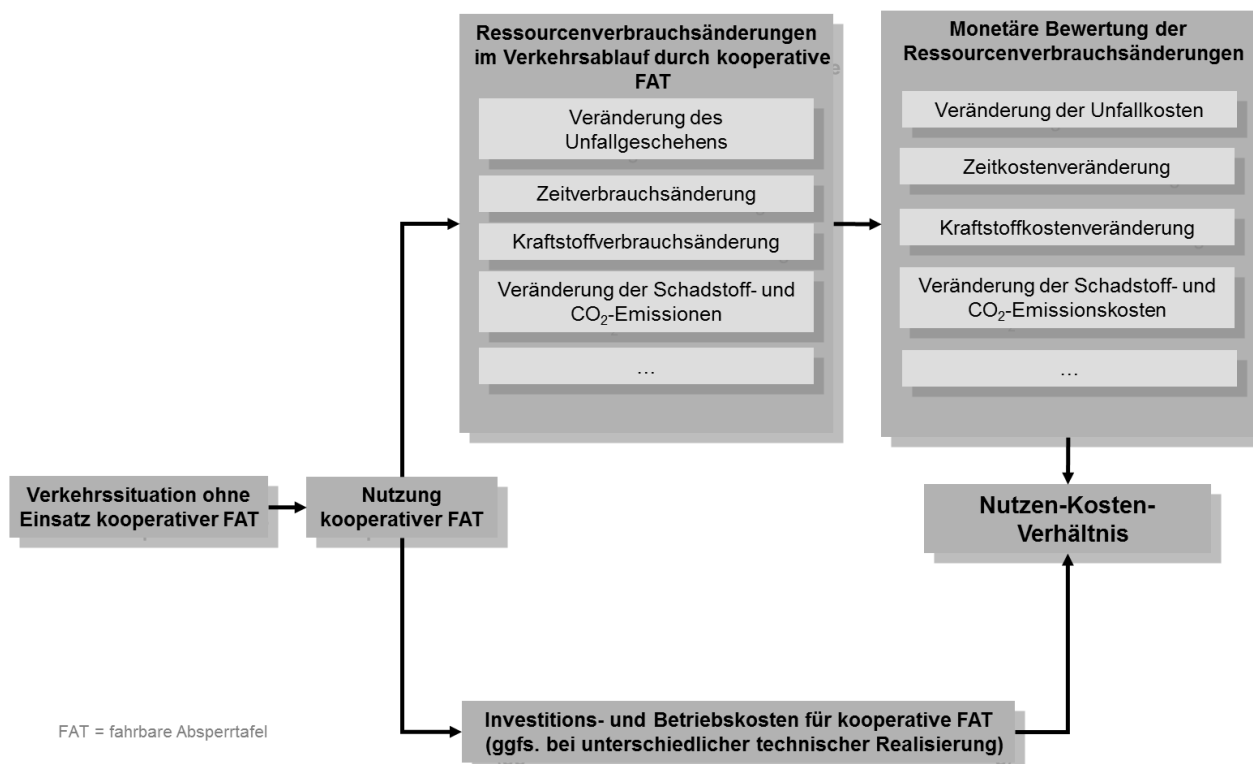 Ressourcenverbrauchsänderungen
im Verkehrsablauf durch kooperative
FAT
Veränderung des
Unfallgeschehens
Zeitverbrauchsänderung
Kraftstoffverbrauchsänderung
Veränderung der Schadstoff- und
CO₂-Emissionen
...
Monetäre Bewertung der
Ressourcenverbrauchsänderungen
Veränderung der Unfallkosten
Zeitkostenveränderung
Kraftstoffkostenveränderung
Veränderung der Schadstoff- und
CO₂-Emissionskosten
...
Verkehrssituation ohne
Einsatz kooperativer FAT
Nutzung
kooperativer FAT
Nutzen-Kosten-
Verhältnis
Investitions- und Betriebskosten für kooperative FAT
(ggfs. bei unterschiedlicher technischer Realisierung)
FAT = fahrbare Absperrtafel